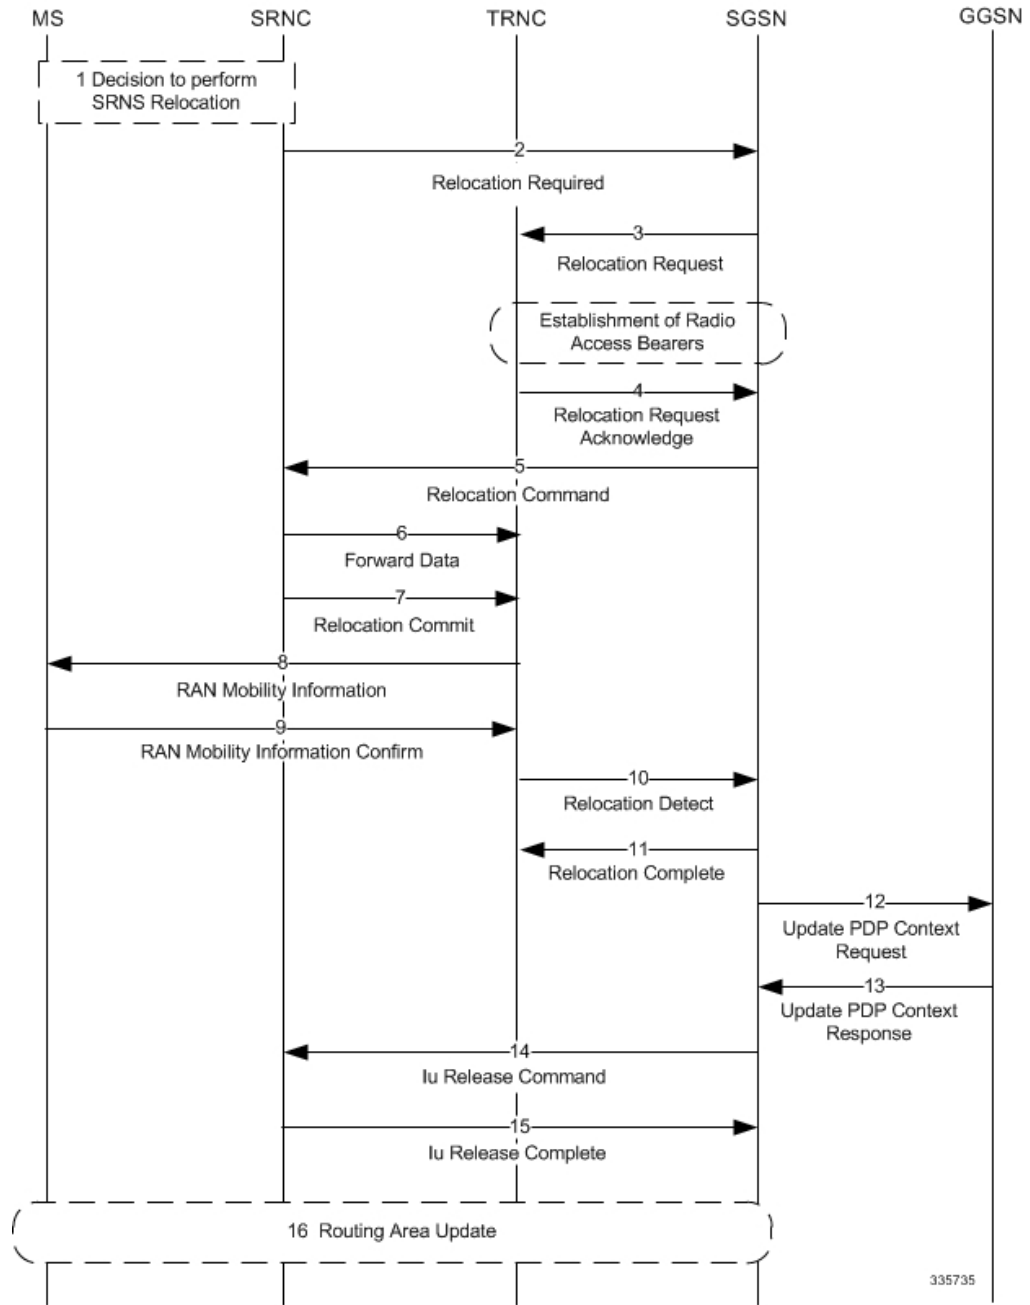 MS SRNC TRNC SGSN GGSN
1 Decision to perform
SRNS Relocation
2
Relocation Required
3
Relocation Request
Establishment of Radio
Access Bearers
4
Relocation Request
Acknowledge
5
Relocation Command
6
Forward Data
7
Relocation Commit
8
RAN Mobility Information
9
RAN Mobility Information Confirm
10
Relocation Detect
11
Relocation Complete
12
Update PDP Context
Request
13
Update PDP Context
Response
14
Iu Release Command
15
Iu Release Complete
16 Routing Area Update
335735